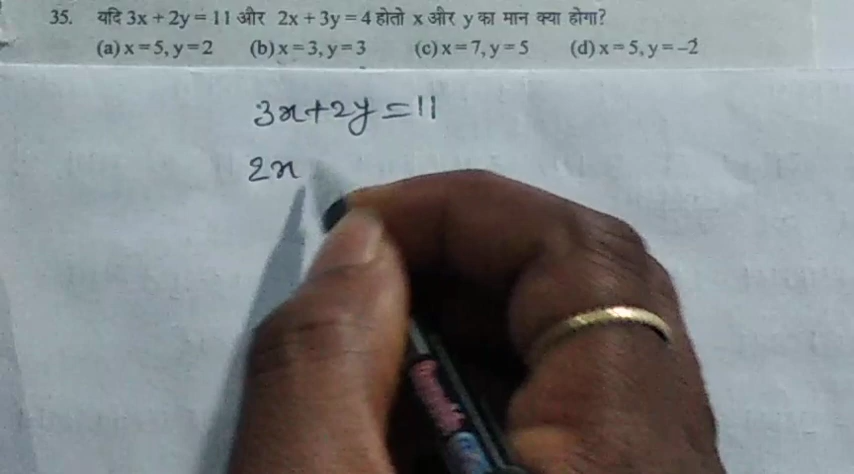 35. यदि 3x + 2y = 11 और 2x + 3y = 4 होतो x और y का मान क्या होगा?
(a) x = 5, y = 2 (b) x = 3, y = 3 (c) x = 7, y = 5 (d) x = 5, y = -2
3x + 2y = 11
2x